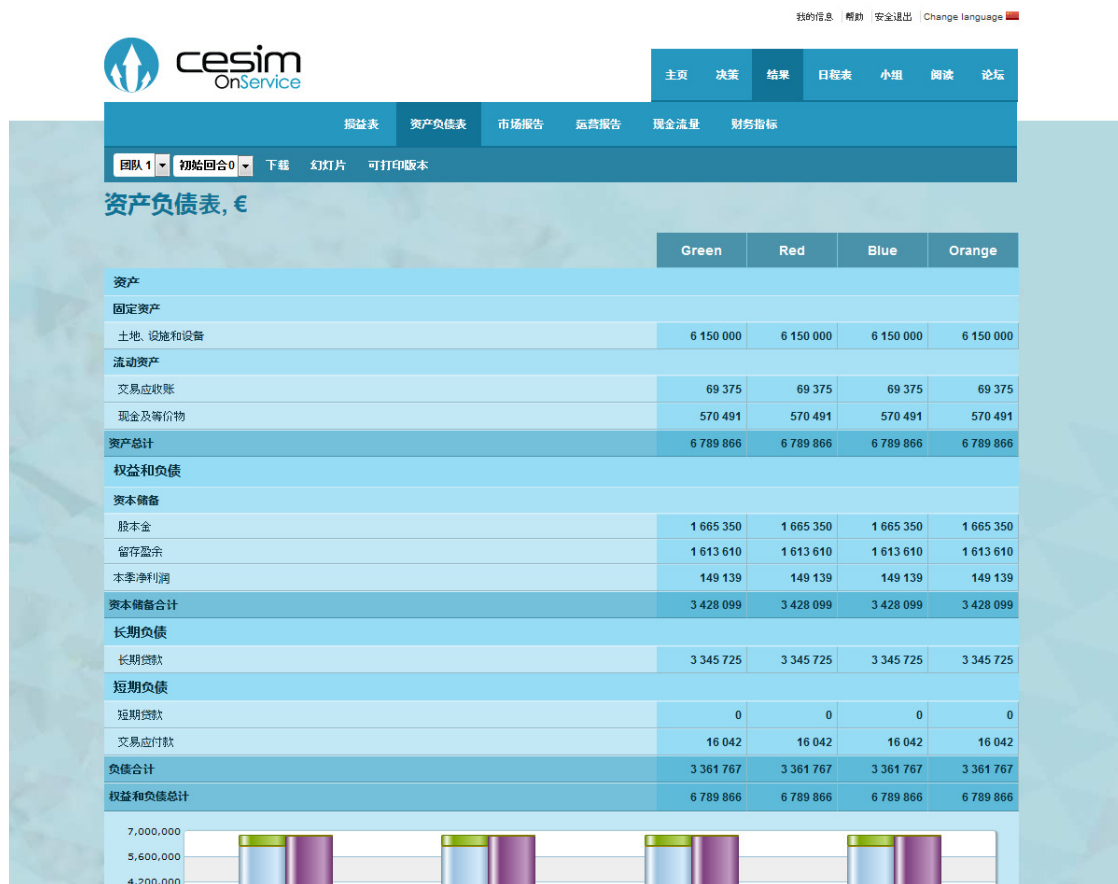 我的信息 帮助 安全退出 Change language
cesim
OnService
主页 决策 结果 日程表 小组 阅读 论坛
损益表 资产负债表 市场报告 运营报告 现金流量 财务指标
团队 1 初始回合0 下载 幻灯片 可打印版本
资产负债表, €
Green Red Blue Orange
资产
固定资产
土地、设施和设备 6 150 000 6 150 000 6 150 000 6 150 000
流动资产
交易应收账 69 375 69 375 69 375 69 375
现金及等价物 570 491 570 491 570 491 570 491
资产总计 6 789 866 6 789 866 6 789 866 6 789 866
权益和负债
资本储备
股本金 1 665 350 1 665 350 1 665 350 1 665 350
留存盈余 1 613 610 1 613 610 1 613 610 1 613 610
本季净利润 149 139 149 139 149 139 149 139
资本储备合计 3 428 099 3 428 099 3 428 099 3 428 099
长期负债
长期贷款 3 345 725 3 345 725 3 345 725 3 345 725
短期负债
短期贷款 0 0 0 0
交易应付款 16 042 16 042 16 042 16 042
负债合计 3 361 767 3 361 767 3 361 767 3 361 767
权益和负债总计 6 789 866 6 789 866 6 789 866 6 789 866
7,000,000
5,600,000
4,200,000